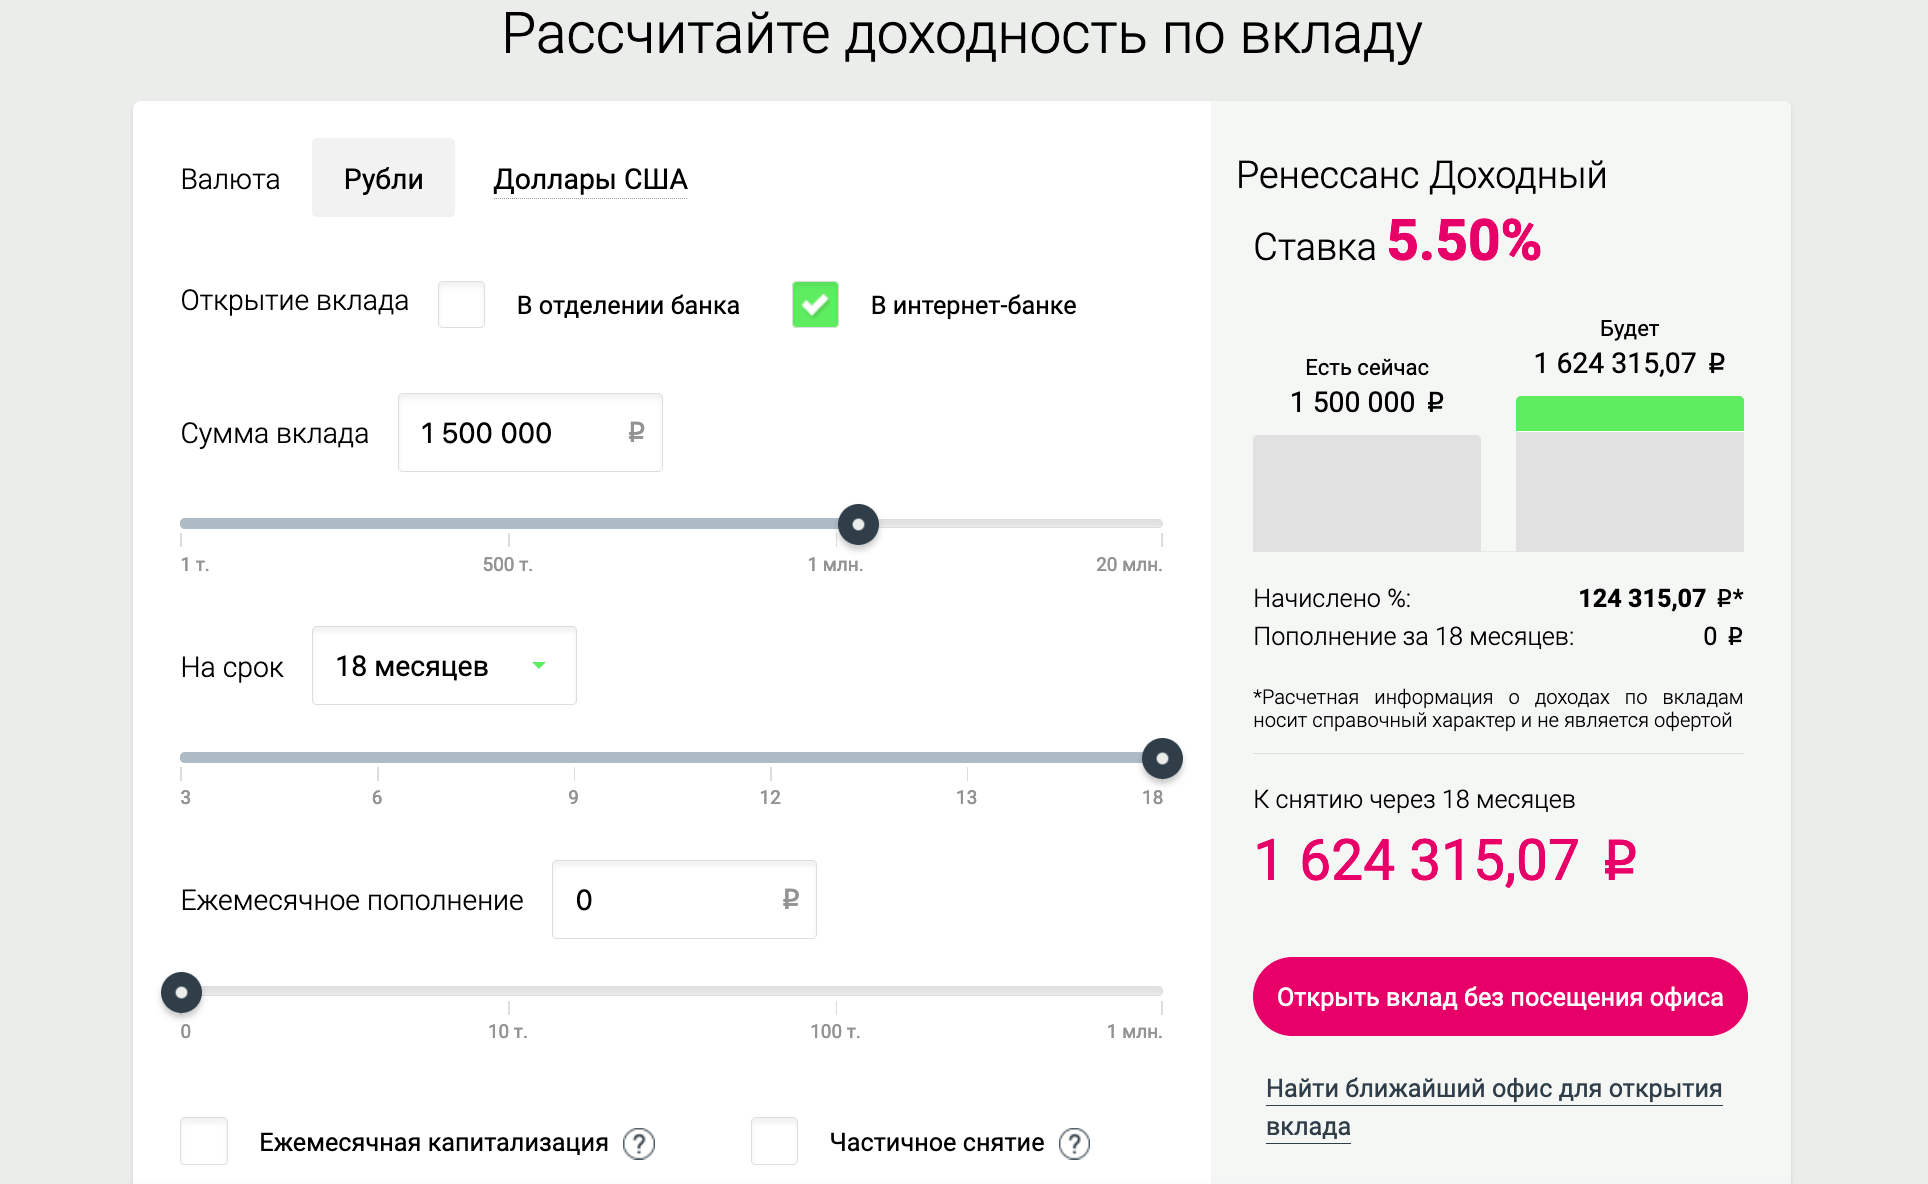 Рассчитайте доходность по вкладу
Валюта Рубли Доллары США
Открытие вклада В отделении банка В интернет-банке
Сумма вклада 1 500 000 ₽
1 т. 500 т. 1 млн. 20 млн.
На срок 18 месяцев
3 6 9 12 13 18
Ежемесячное пополнение 0 ₽
0 10 т. 100 т. 1 млн.
Ежемесячная капитализация ? Частичное снятие ?
Ренессанс Доходный
Ставка 5.50%
Есть сейчас
1 500 000 ₽
Будет
1 624 315,07 ₽
Начислено %: 124 315,07 ₽*
Пополнение за 18 месяцев: 0 ₽
*Расчетная информация о доходах по вкладам
носит справочный характер и не является офертой
К снятию через 18 месяцев
1 624 315,07 ₽
Открыть вклад без посещения офиса
Найти ближайший офис для открытия
вклада